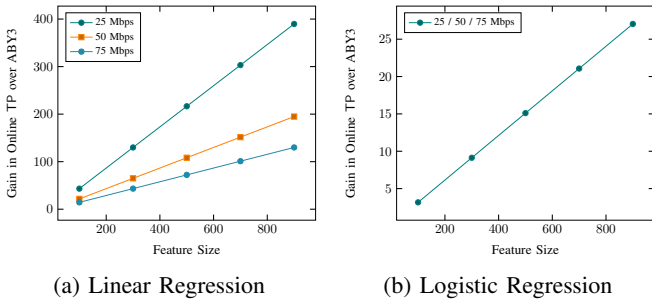 25 Mbps
50 Mbps
75 Mbps
400
300
200
100
0
200 400 600 800
Gain in Online TP over ABY3
Feature Size
(a) Linear Regression
25 / 50 / 75 Mbps
25
20
15
10
5
200 400 600 800
Gain in Online TP over ABY3
Feature Size
(b) Logistic Regression